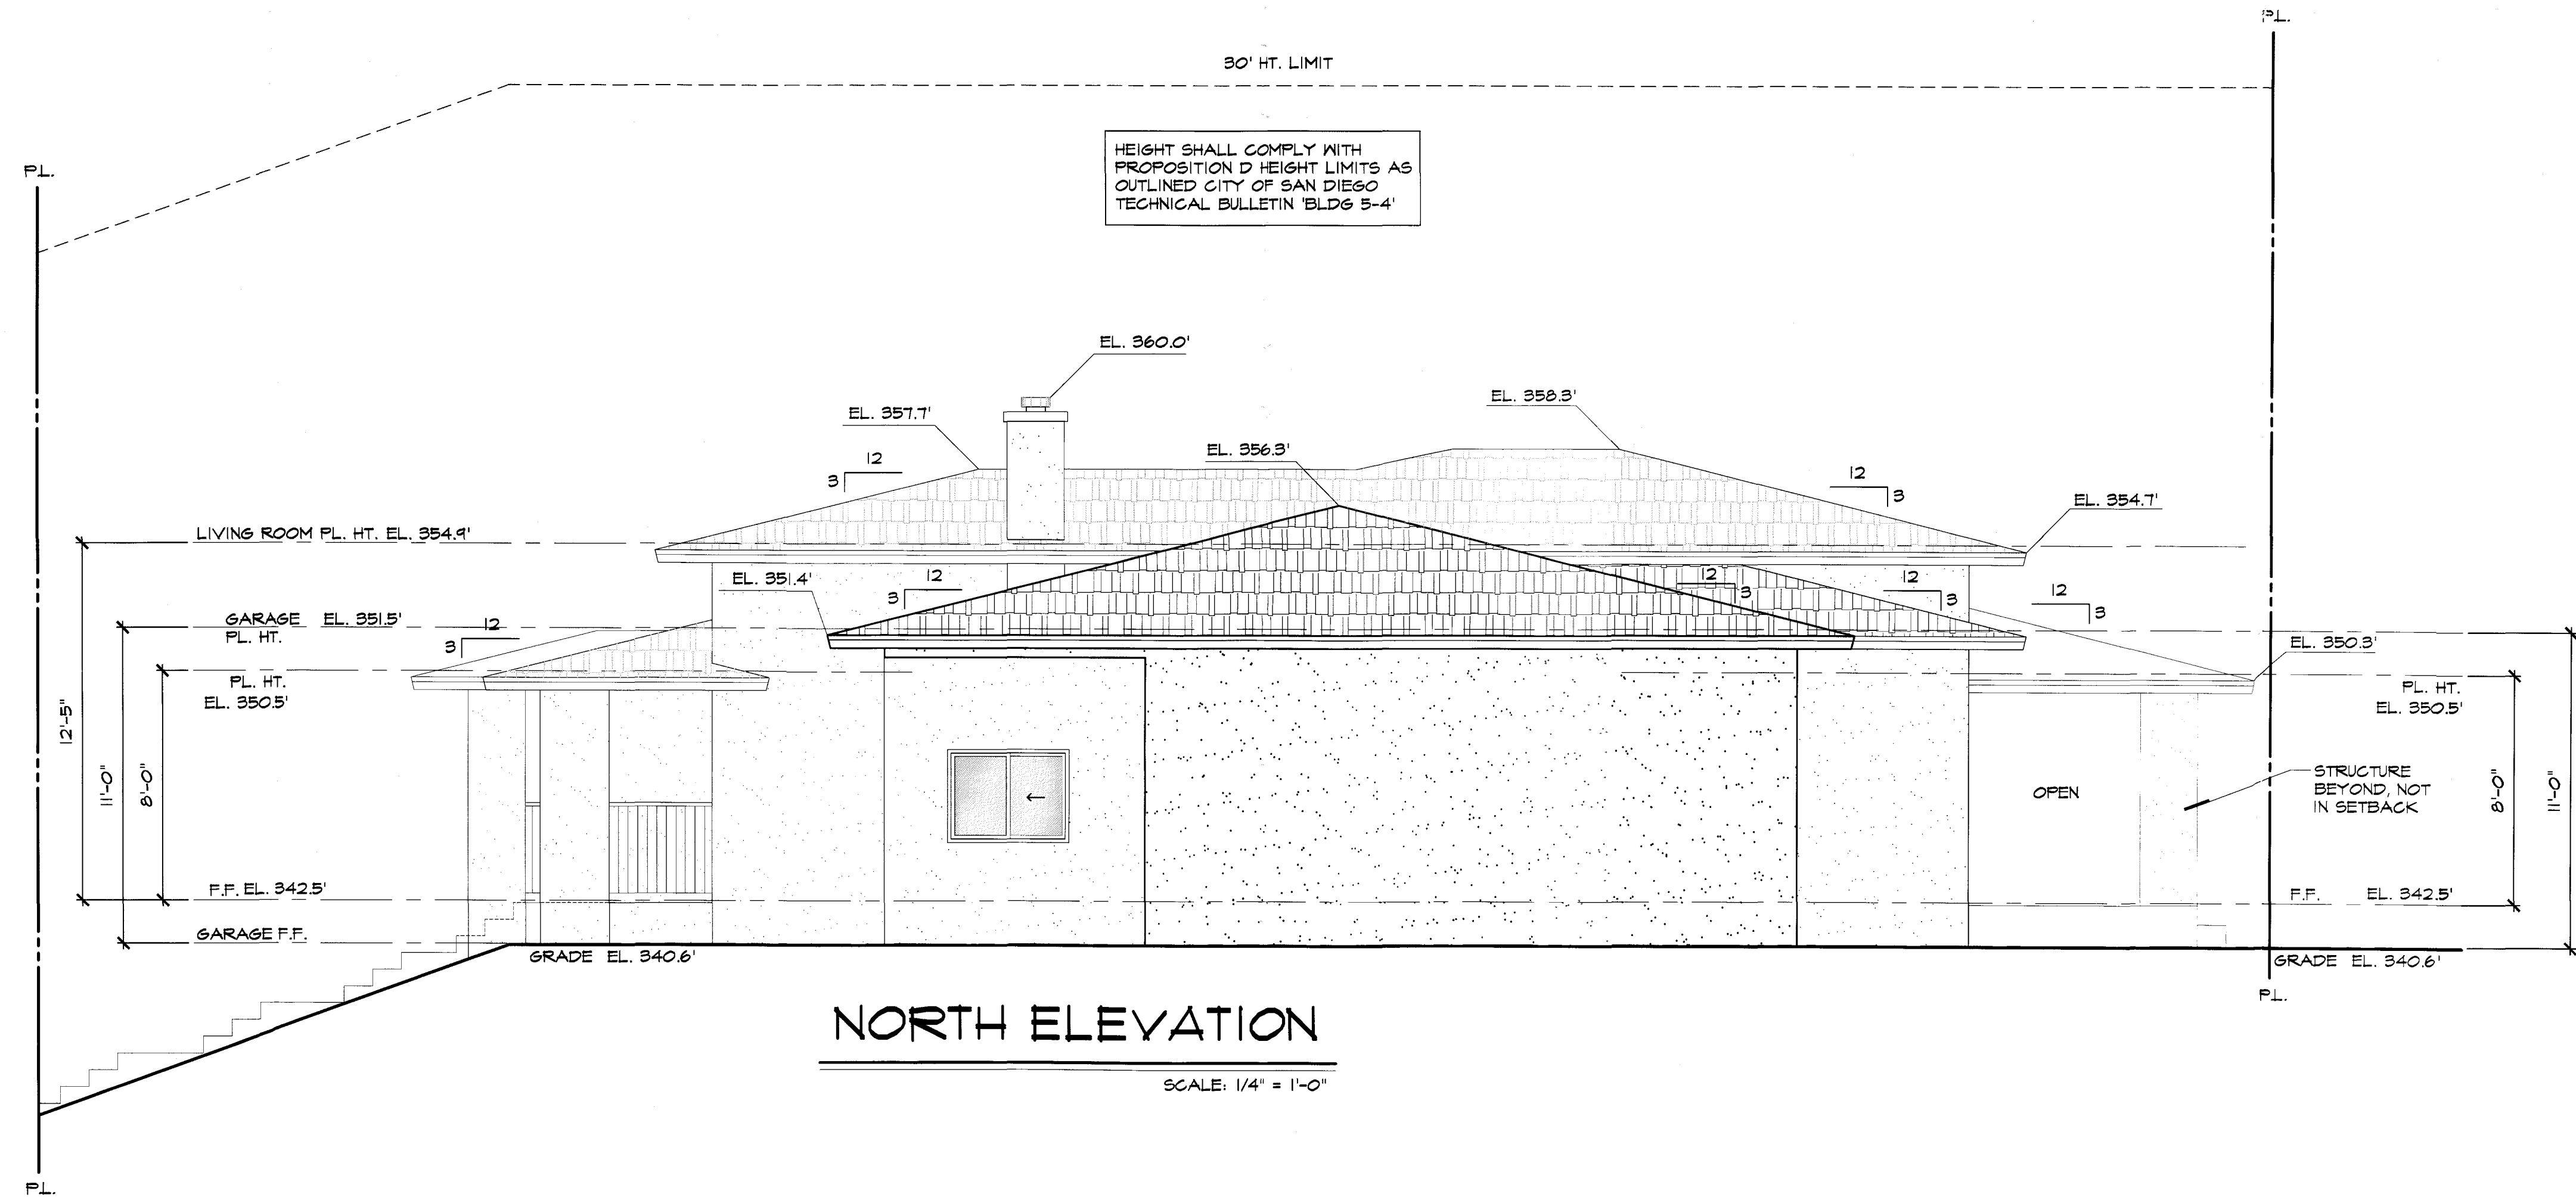 PL.
30' HT. LIMIT
HEIGHT SHALL COMPLY WITH
PROPOSITION D HEIGHT LIMITS AS
OUTLINED CITY OF SAN DIEGO
TECHNICAL BULLETIN 'BLDG 5-4'
PL.
EL. 360.0'
EL. 357.7'
EL. 358.3'
EL. 356.3'
12
3
12
3
EL. 354.7'
LIVING ROOM PL. HT. EL. 354.9'
EL. 351.4'
12
3
12
3
12
3
12
3
GARAGE EL. 351.5'
PL. HT.
12
3
EL. 350.3'
PL. HT.
EL. 350.5'
PL. HT.
EL. 350.5'
12'-5"
11'-0"
8'-0"
OPEN
STRUCTURE
BEYOND, NOT
IN SETBACK
8'-0"
11'-0"
F.F. EL. 342.5'
F.F. EL. 342.5'
GARAGE F.F.
GRADE EL. 340.6'
GRADE EL. 340.6'
PL.
NORTH ELEVATION
SCALE: 1/4" = 1'-0"
PL.